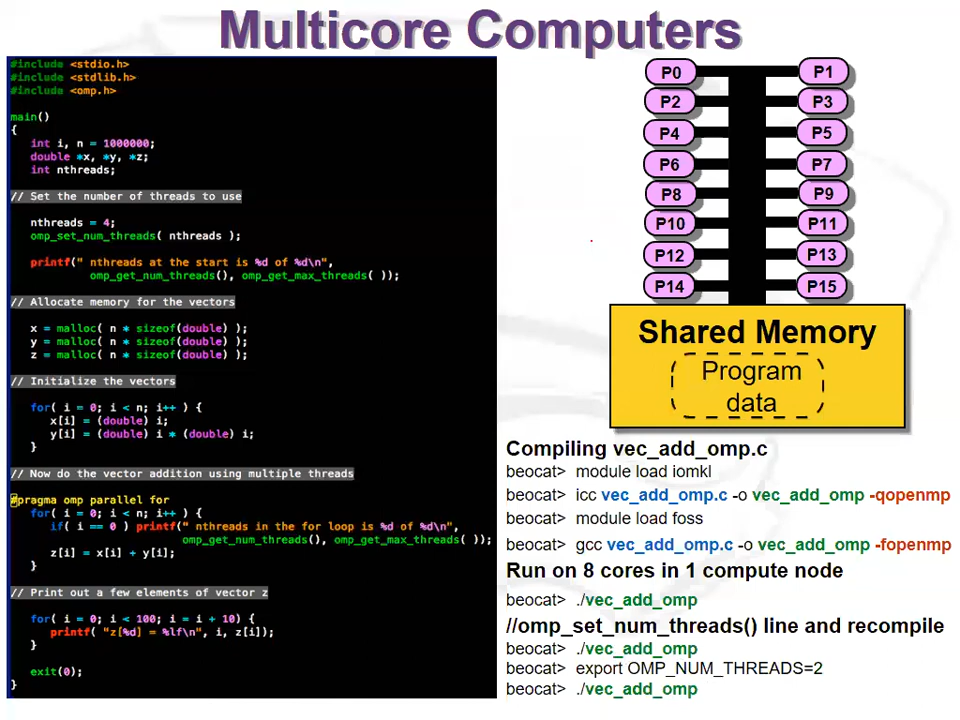 Multicore Computers
#include <stdio.h>
#include <stdlib.h>
#include <omp.h>
main()
{
int i, n = 1000000;
double *x, *y, *z;
int nthreads;
// Set the number of threads to use
nthreads = 4;
omp_set_num_threads( nthreads );
printf(" nthreads at the start is %d of %d\n",
omp_get_num_threads(), omp_get_max_threads( ));
// Allocate memory for the vectors
x = malloc( n * sizeof(double) );
y = malloc( n * sizeof(double) );
z = malloc( n * sizeof(double) );
// Initialize the vectors
for( i = 0; i < n; i++ ) {
x[i] = (double) i;
y[i] = (double) i * (double) i;
}
// Now do the vector addition using multiple threads
#pragma omp parallel for
for( i = 0; i < n; i++ ) {
if( i == 0 ) printf(" nthreads in the for loop is %d of %d\n",
omp_get_num_threads(), omp_get_max_threads( ));
z[i] = x[i] + y[i];
}
// Print out a few elements of vector z
for( i = 0; i < 100; i = i + 10) {
printf( "z[%d] = %lf\n", i, z[i]);
}
exit(0);
}
P0 P1
P2 P3
P4 P5
P6 P7
P8 P9
P10 P11
P12 P13
P14 P15
Shared Memory
Program
data
Compiling vec_add_omp.c
beocat> module load iomkl
beocat> icc vec_add_omp.c -o vec_add_omp -qopenmp
beocat> module load foss
beocat> gcc vec_add_omp.c -o vec_add_omp -fopenmp
Run on 8 cores in 1 compute node
beocat> ./vec_add_omp
//omp_set_num_threads() line and recompile
beocat> ./vec_add_omp
beocat> export OMP_NUM_THREADS=2
beocat> ./vec_add_omp